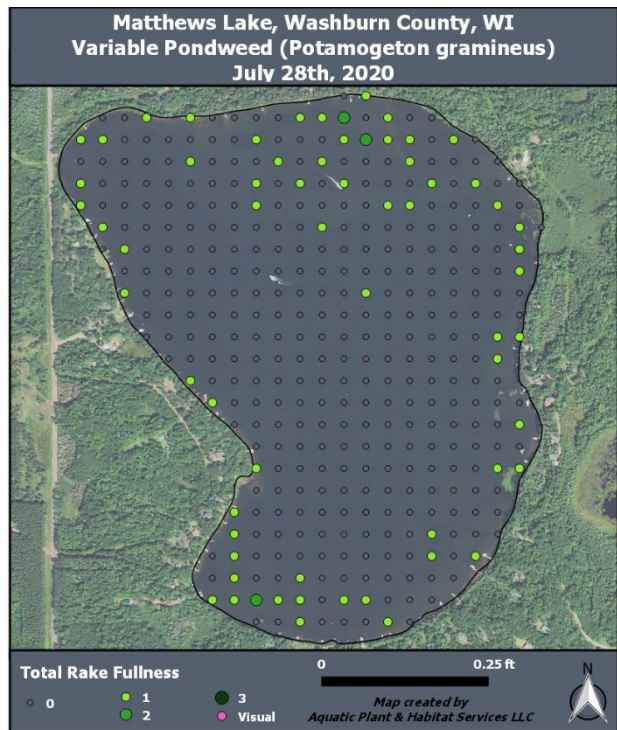 Matthews Lake, Washburn County, WI
Variable Pondweed (Potamogeton gramineus)
July 28th, 2020
Total Rake Fullness
0
1
2
3
Visual
0 0.25 ft
Map created by
Aquatic Plant & Habitat Services LLC
N